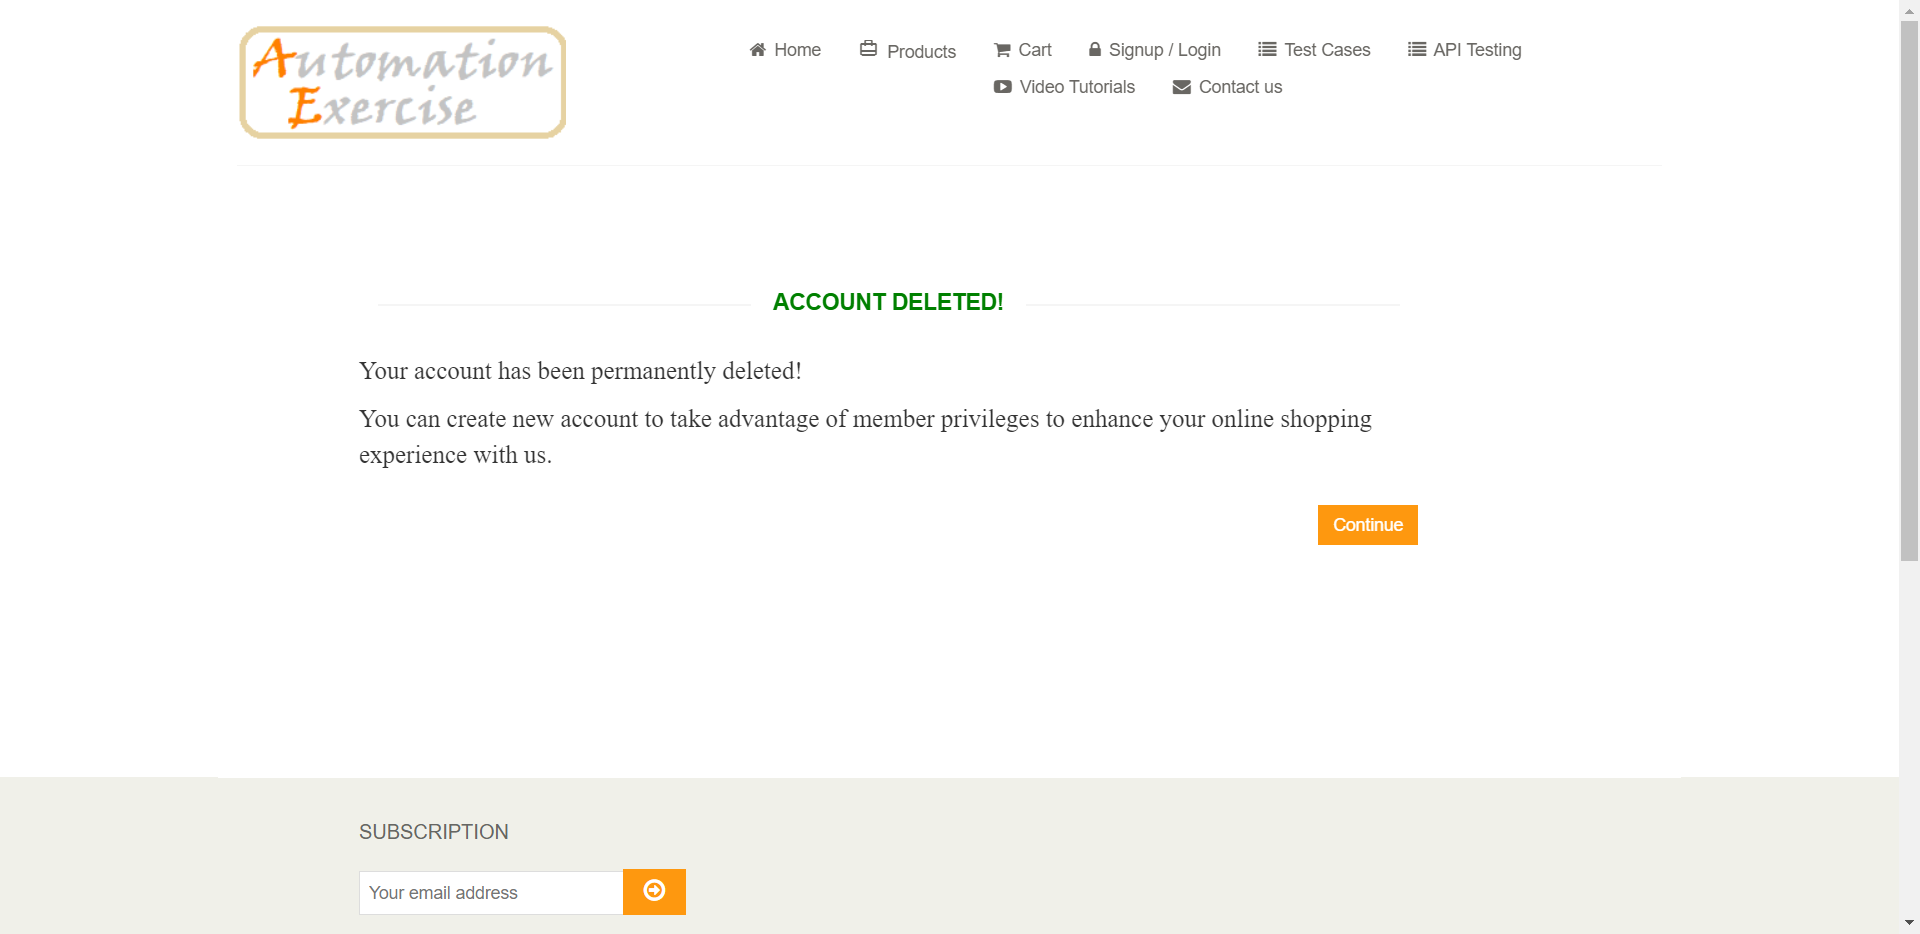 Automation
Exercise
Home
Products
Cart
Signup / Login
Test Cases
API Testing
Video Tutorials
Contact us
ACCOUNT DELETED!
Your account has been permanently deleted!
You can create new account to take advantage of member privileges to enhance your online shopping
experience with us.
Continue
SUBSCRIPTION
Your email address